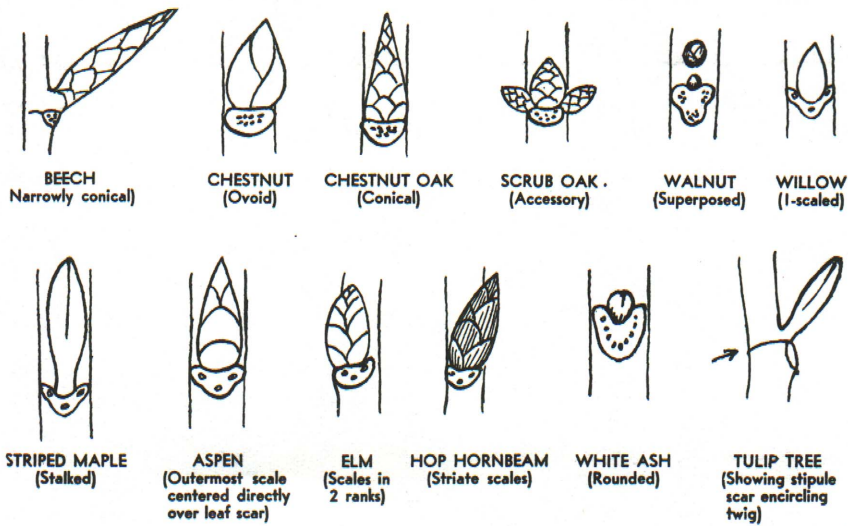 BEECH
Narrowly conical)
CHESTNUT
(Ovoid)
CHESTNUT OAK
(Conical)
SCRUB OAK.
(Accessory)
WALNUT
(Superposed)
WILLOW
(1-scaled)
STRIPED MAPLE
(Stalked)
ASPEN
(Outermost scale
centered directly
over leaf scar)
ELM
(Scales in
2 ranks)
HOP HORNBEAM
(Striate scales)
WHITE ASH
(Rounded)
TULIP TREE
(Showing stipule
scar encircling
twig)